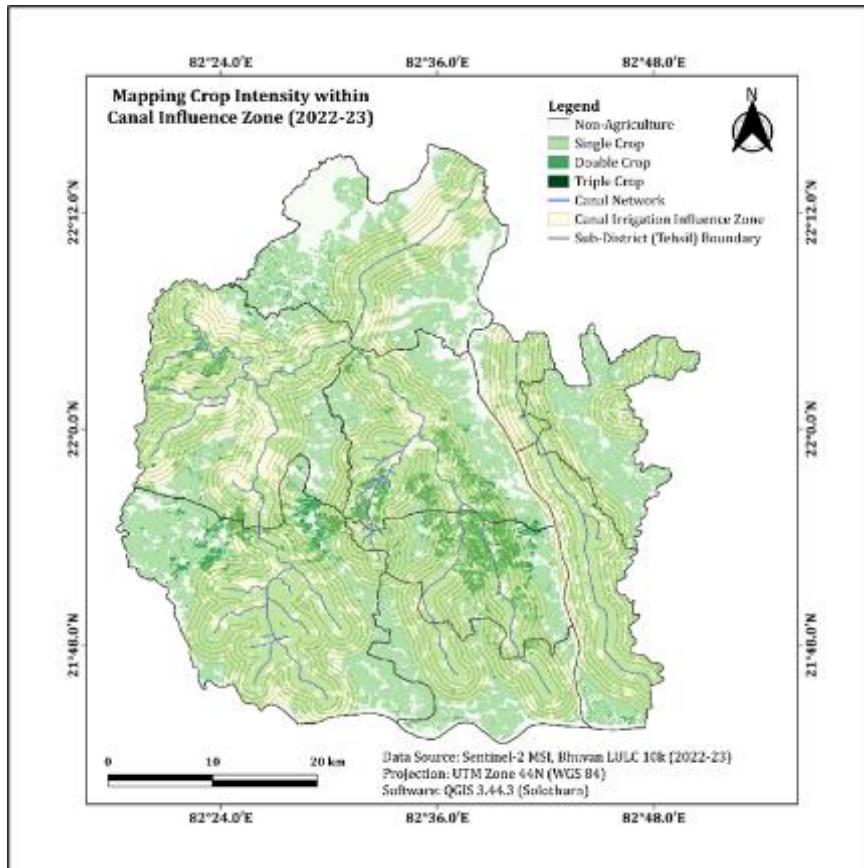 82°24.0'E 82°36.0'E 82°48.0'E
Mapping Crop Intensity within
Canal Influence Zone (2022-23)
N
Legend
Non-Agriculture
Single Crop
Double Crop
Triple Crop
Canal Network
Canal Irrigation Influence Zone
Sub-District (Tehsil) Boundary
22°12.0'N 22°12.0'N
22°0.0'N 22°0.0'N
21°48.0'N 21°48.0'N
0 10 20 km
Data Source: Sentinel-2 MSI, Bhuvan LULC 10k (2022-23)
Projection: UTM Zone 44N (WGS 84)
Software: QGIS 3.44.3 (Solothurn)
82°24.0'E 82°36.0'E 82°48.0'E